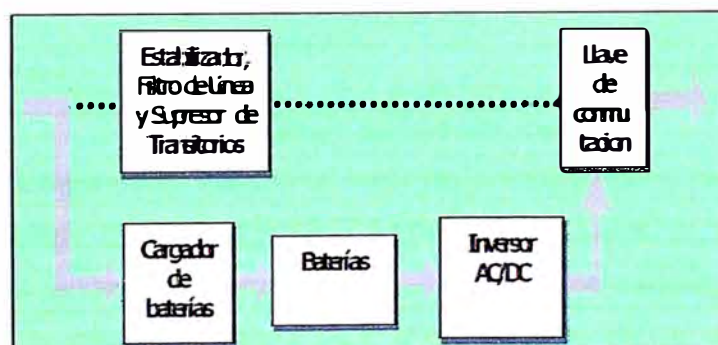 Estabilizador,
Filtro de Línea
y Supresor de
Transitorios
Llave
de
conmu
tacion
Cargador
de
baterías
Baterías
Inversor
AC/DC